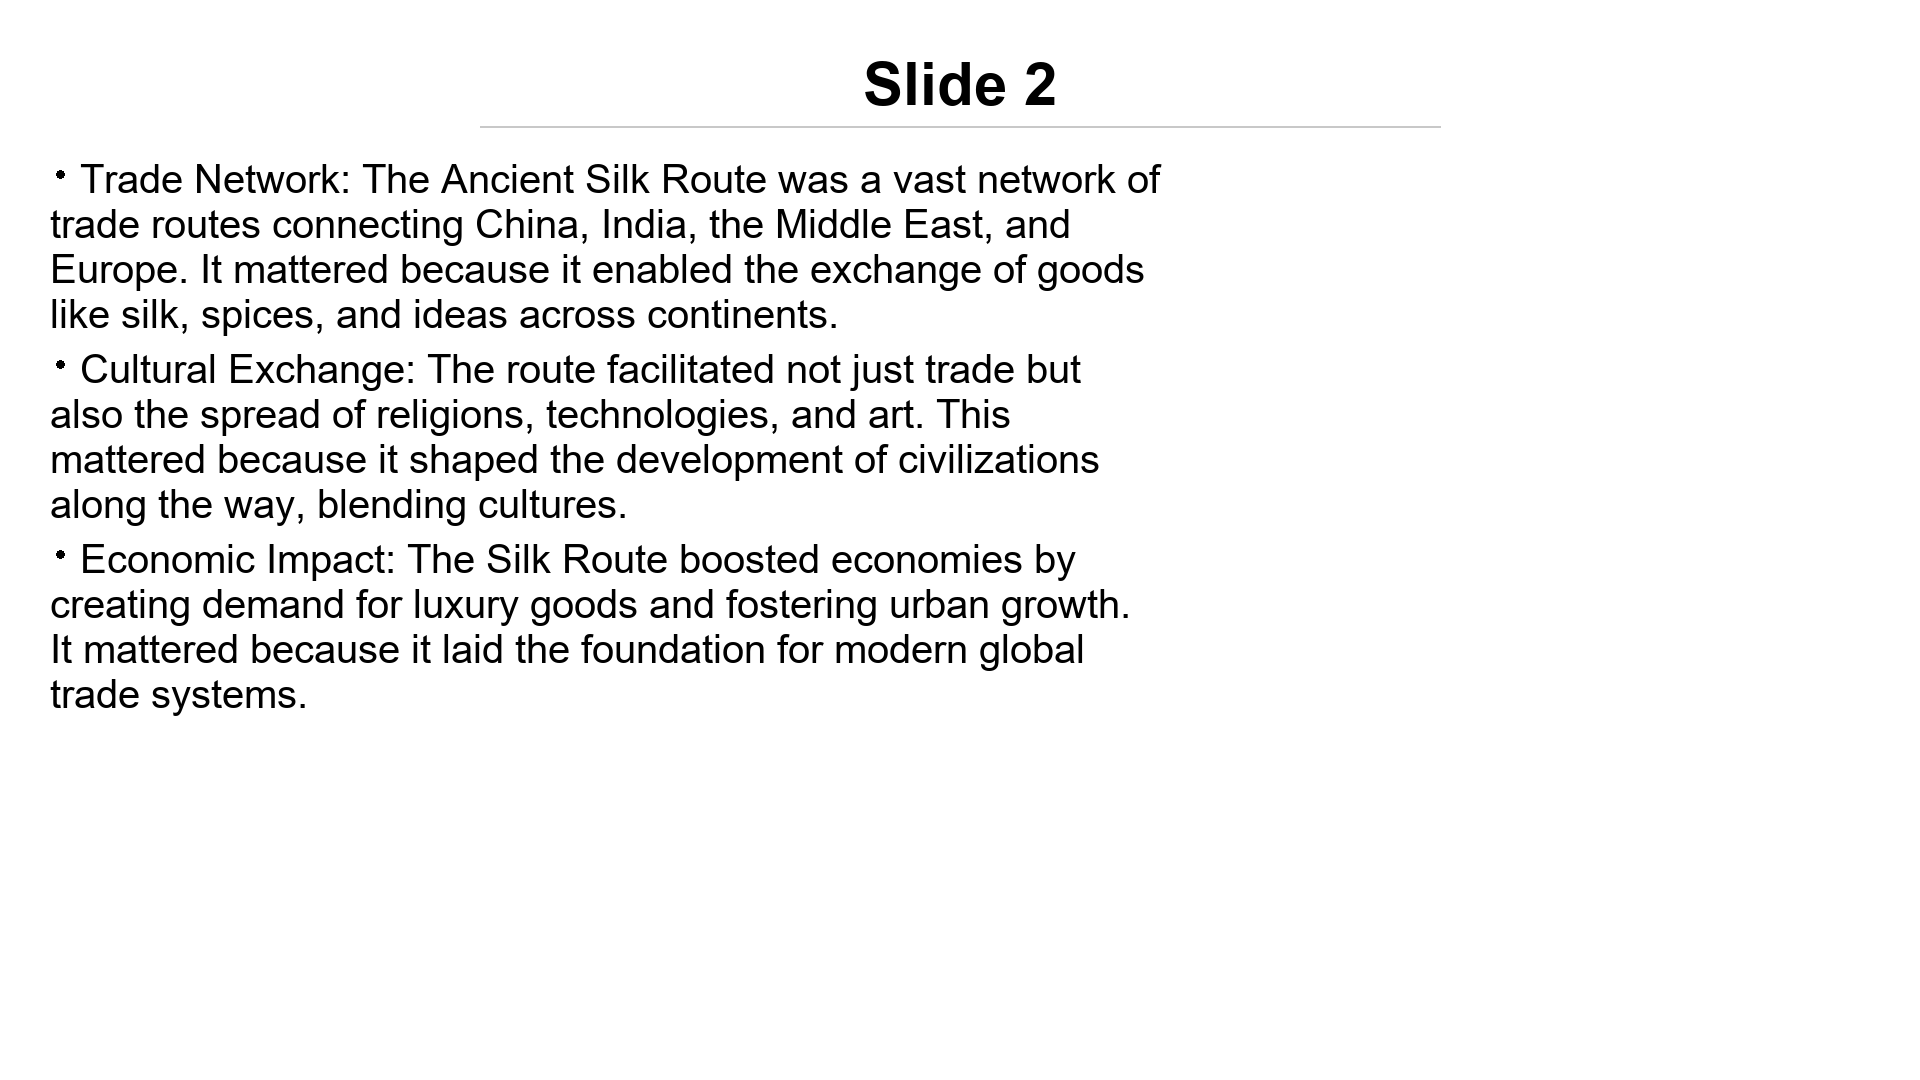 Slide 2
• Trade Network: The Ancient Silk Route was a vast network of
trade routes connecting China, India, the Middle East, and
Europe. It mattered because it enabled the exchange of goods
like silk, spices, and ideas across continents.
• Cultural Exchange: The route facilitated not just trade but
also the spread of religions, technologies, and art. This
mattered because it shaped the development of civilizations
along the way, blending cultures.
• Economic Impact: The Silk Route boosted economies by
creating demand for luxury goods and fostering urban growth.
It mattered because it laid the foundation for modern global
trade systems.